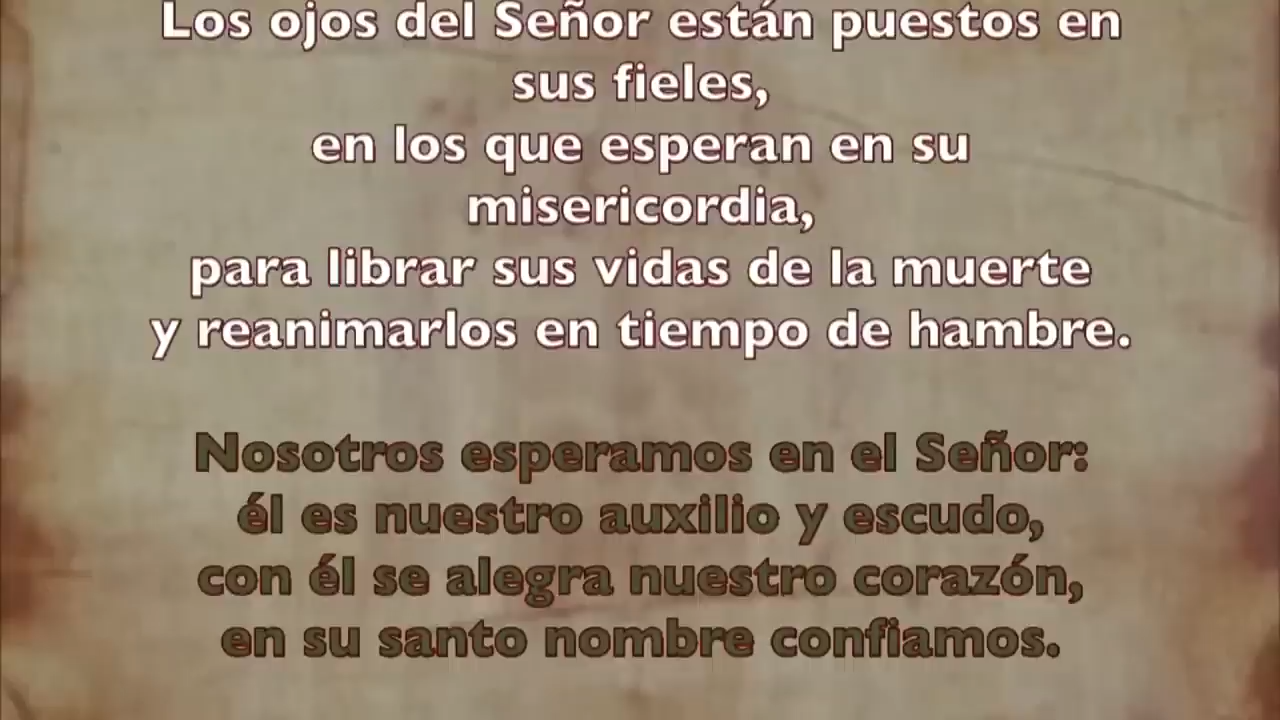 Los ojos del Señor están puestos en
sus fieles,
en los que esperan en su
misericordia,
para librar sus vidas de la muerte
y reanimarlos en tiempo de hambre.
Nosotros esperamos en el Señor:
él es nuestro auxilio y escudo,
con él se alegra nuestro corazón,
en su santo nombre confiamos.